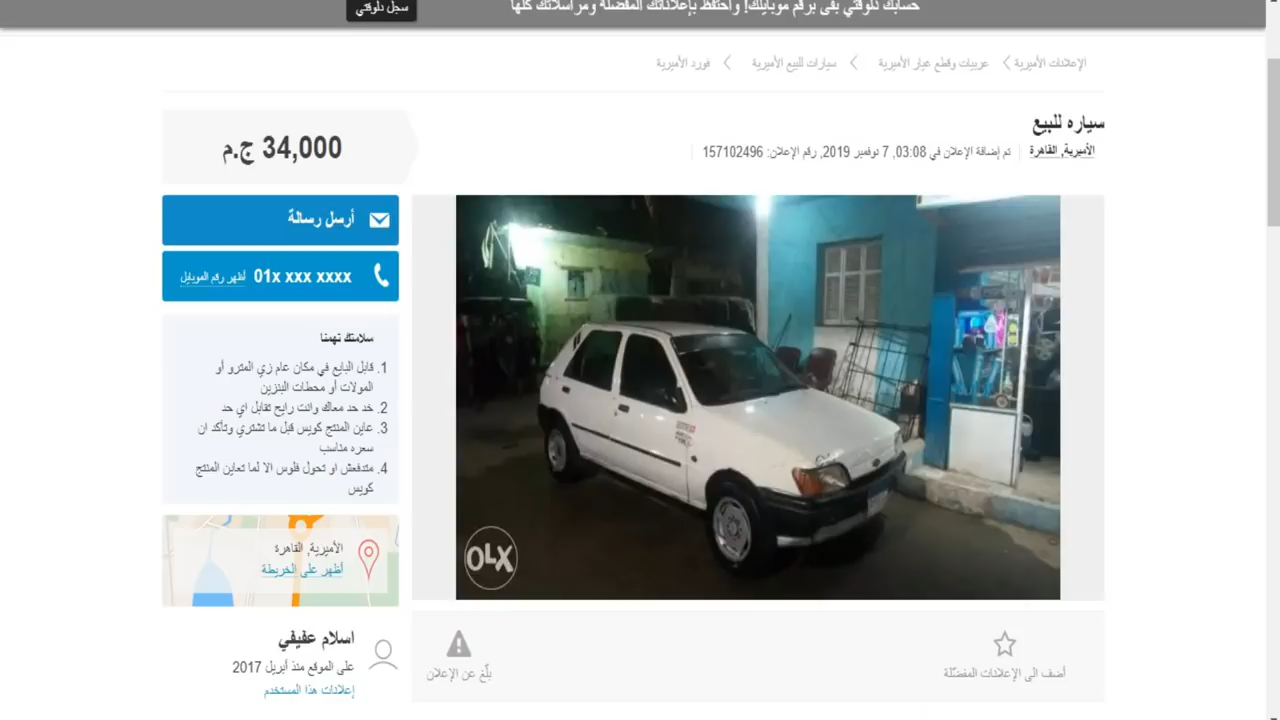 حسابك دلوقتي بقى برقم موبايلك! واحتفظ بإعلاناتك المفضلة ومراسلاتك كلها
سجل دلوقتي
الإعلانات الأميرية
عربيات وقطع غيار الأميرية
سيارات للبيع الأميرية
فورد الأميرية
سياره للبيع
الأميرية, القاهرة
تم إضافة الإعلان في 03:08, 7 نوفمبر 2019, رقم الإعلان: 157102496
34,000 ج.م
أرسل رسالةً
01x xxx xxxx أظهر رقم الموبايل
سلامتك تهمنا
1. قابل البايع في مكان عام زي المترو أو
المولات أو محطات البنزين
2. خد حد معاك وانت رايح تقابل اي حد
3. عاين المنتج كويس قبل ما تشتري وتأكد ان
سعره مناسب
4. متدفعش او تحول فلوس الا لما تعاين المنتج
كويس
الأميرية, القاهرة
أظهر على الخريطة
اسلام عفيفي
على الموقع منذ أبريل 2017
إعلانات هذا المستخدم
OLX
أضف الى الإعلانات المفضّلة
بلّغ عن الإعلان